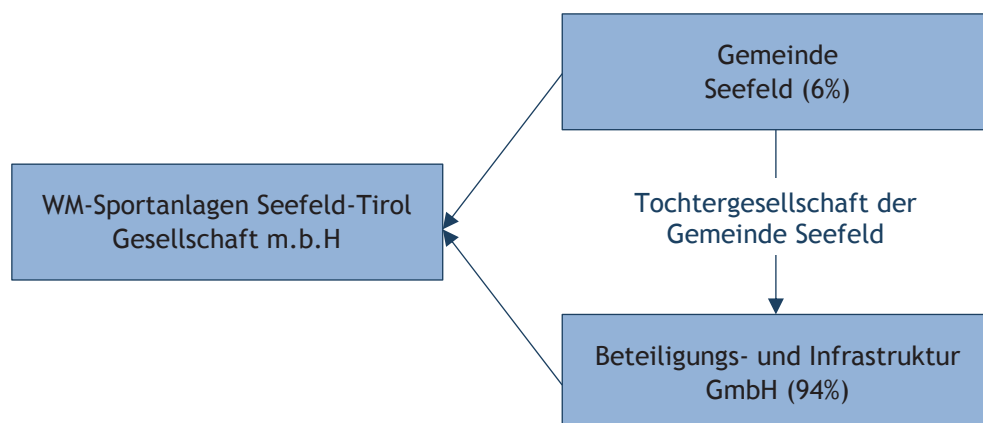 Gemeinde
Seefeld (6%)
WM-Sportanlagen Seefeld-Tirol
Gesellschaft m.b.H
Tochtergesellschaft der
Gemeinde Seefeld
Beteiligungs- und Infrastruktur
GmbH (94%)